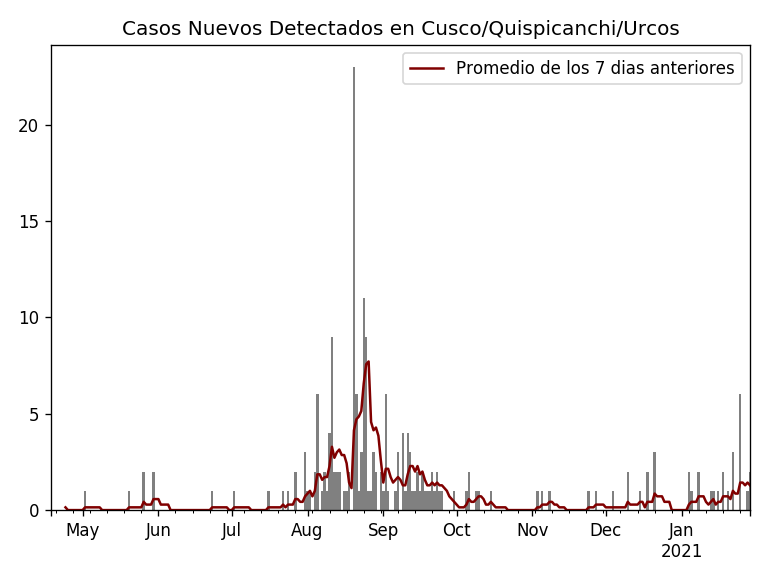 Casos Nuevos Detectados en Cusco/Quispicanchi/Urcos
Promedio de los 7 dias anteriores
20
15
10
5
0
May Jun Jul Aug Sep Oct Nov Dec Jan
2021